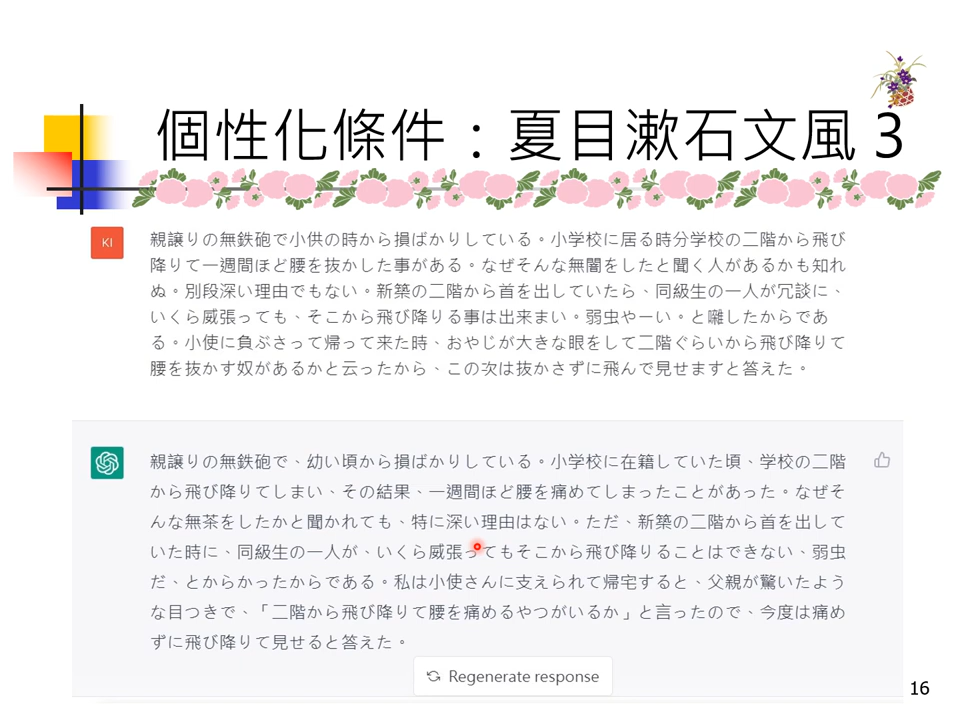 個性化條件：夏目漱石文風 3
KI
親譲りの無鉄砲で小供の時から損ばかりしている。小学校に居る時分学校の二階から飛び
降りて一週間ほど腰を抜かした事がある。なぜそんな無闇をしたと聞く人があるかも知れ
ぬ。別段深い理由でもない。新築の二階から首を出していたら、同級生の一人が冗談に、
いくら威張っても、そこから飛び降りる事は出来まい。弱虫やーい。と囃したからであ
る。小使に負ぶさって帰って来た時、おやじが大きな眼をして二階ぐらいから飛び降りて
腰を抜かす奴があるかと云ったから、この次は抜かさずに飛んで見せますと答えた。
親譲りの無鉄砲で、幼い頃から損ばかりしている。小学校に在籍していた頃、学校の二階
から飛び降りてしまい、その結果、一週間ほど腰を痛めてしまったことがあった。なぜそ
んな無茶をしたかと聞かれても、特に深い理由はない。ただ、新築の二階から首を出して
いた時に、同級生の一人が、いくら威張ってもそこから飛び降りることはできない、弱虫
だ、とからかったからである。私は小使さんに支えられて帰宅すると、父親が驚いたよう
な目つきで、「二階から飛び降りて腰を痛めるやつがいるか」と言ったので、今度は痛め
ずに飛び降りて見せると答えた。
Regenerate response
16